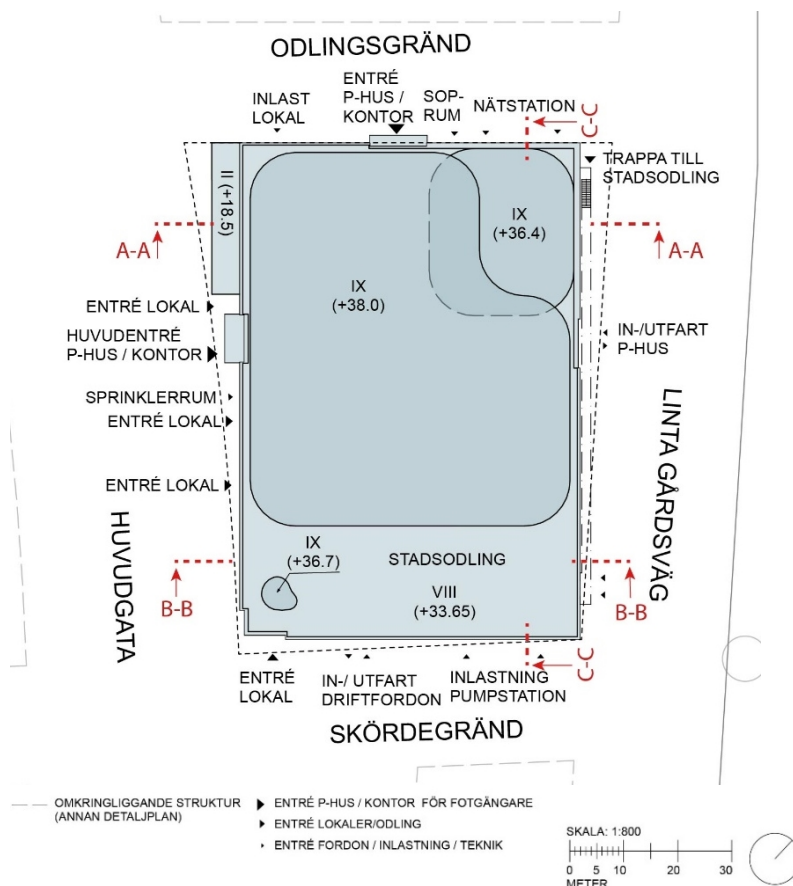 ODLINGSGRÄND
INLAST
LOKAL
ENTRÉ
P-HUS /
KONTOR
SOP-
RUM
NÄTSTATION
C-C
TRAPPA TILL
STADSODLING
II (+18.5)
IX
(+36.4)
A-A
A-A
IX
(+38.0)
ENTRÉ LOKAL
HUVUDENTRÉ
P-HUS / KONTOR
IN-/UTFART
P-HUS
SPRINKLERRUM
ENTRÉ LOKAL
ENTRÉ LOKAL
HUVUDGATA
LINTA GÅRDSVÄG
IX
(+36.7)
STADSODLING
VIII
(+33.65)
B-B
B-B
ENTRÉ
LOKAL
IN-/ UTFART
DRIFTFORDON
INLASTNING
PUMPSTATION
C-C
SKÖRDEGRÄND
OMKRINGLIGGANDE STRUKTUR
(ANNAN DETALJPLAN)
ENTRÉ P-HUS / KONTOR FÖR FOTGÄNGARE
ENTRÉ LOKALER/ODLING
ENTRÉ FORDON / INLASTNING / TEKNIK
SKALA: 1:800
0 5 10 20 30
METER